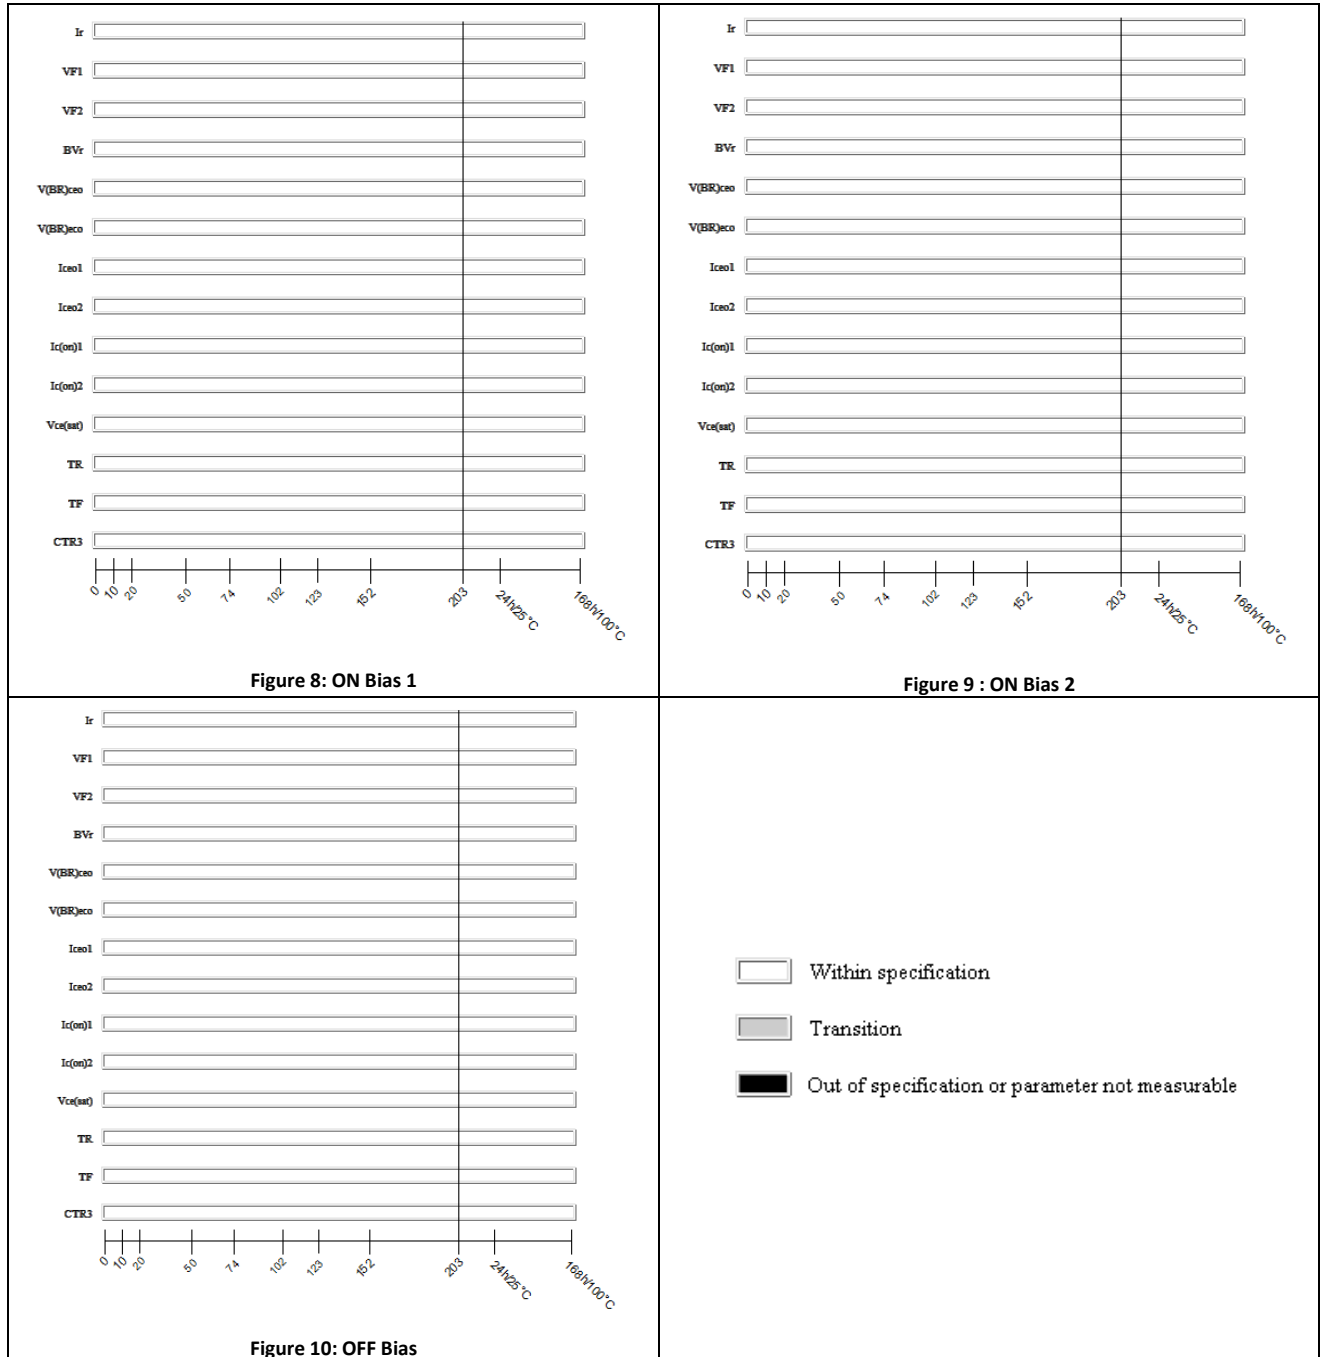 Ir
VF1
VF2
BVr
V(BR)ceo
V(BR)eco
Iceo1
Iceo2
Ic(on)1
Ic(on)2
Vce(sat)
TR
TF
CTR3
0 10 20 50 74 102 123 152 203 24h/25°C 168h/100°C
Figure 8: ON Bias 1
Ir
VF1
VF2
BVr
V(BR)ceo
V(BR)eco
Iceo1
Iceo2
Ic(on)1
Ic(on)2
Vce(sat)
TR
TF
CTR3
0 10 20 50 74 102 123 152 203 24h/25°C 168h/100°C
Figure 9 : ON Bias 2
Ir
VF1
VF2
BVr
V(BR)ceo
V(BR)eco
Iceo1
Iceo2
Ic(on)1
Ic(on)2
Vce(sat)
TR
TF
CTR3
0 10 20 50 74 102 123 152 203 24h/25°C 168h/100°C
Figure 10: OFF Bias
Within specification
Transition
Out of specification or parameter not measurable